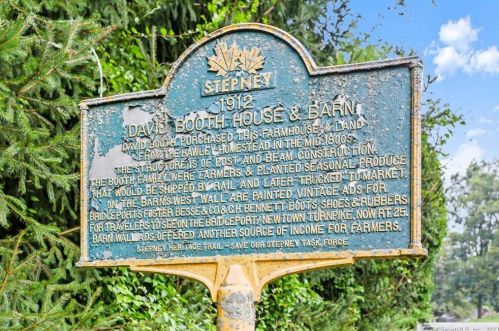 STEPNEY
1912
DAVID BOOTH HOUSE & BARN
DAVID BOOTH PURCHASED THIS FARMHOUSE & LAND
FROM THE HAWLEY HOMESTEAD IN THE MID 1800S.
THE STRUCTURE IS OF POST AND BEAM CONSTRUCTION.
THE BOOTH FAMILY WERE FARMERS & PLANTED SEASONAL PRODUCE
THAT WOULD BE SHIPPED BY RAIL AND LATER TRUCKED TO MARKET.
ON THE BARN'S WEST WALL ARE PAINTED VINTAGE ADS FOR
BRIDGEPORTS FOSTER BESSE & CO. & G.H. BENNETT BOOTS, SHOES & RUBBERS
FOR TRAVELERS TO SEE ON THE BRIDGEPORT/NEWTOWN TURNPIKE, NOW RT. 25.
BARN WALL ADS OFFERED ANOTHER SOURCE OF INCOME FOR FARMERS.
STEPNEY HERITAGE TRAIL - SAVE OUR STEPNEY TASK FORCE